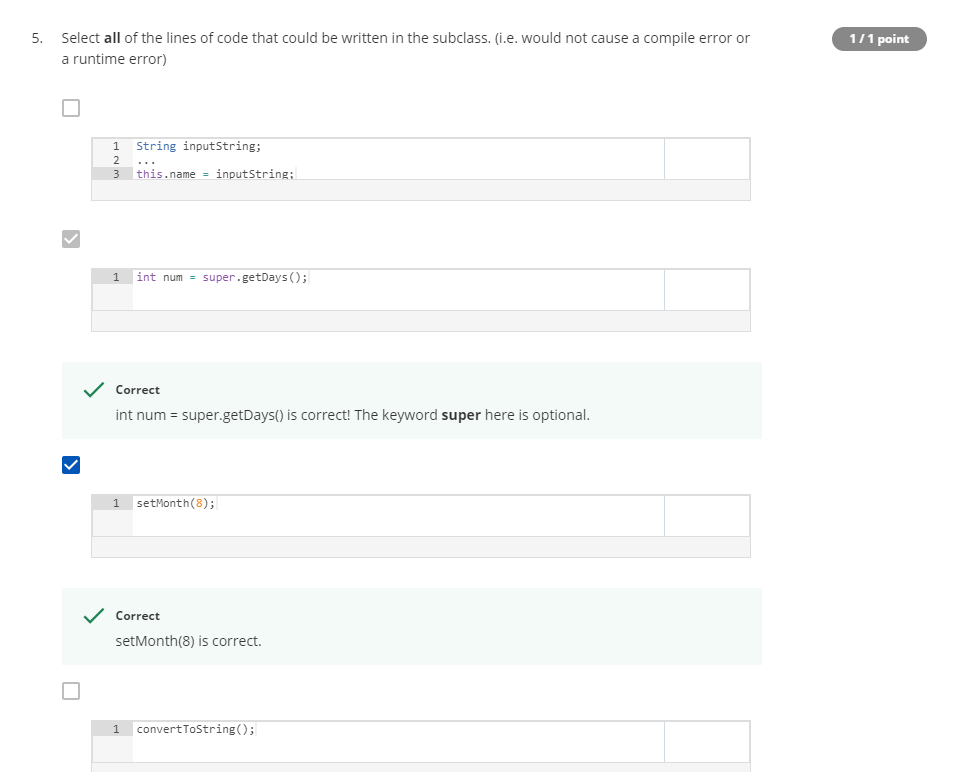 5. Select all of the lines of code that could be written in the subclass. (i.e. would not cause a compile error or
1 / 1 point
a runtime error)
1 String inputString;
2 ...
3 this.name = inputString;
1 int num = super.getDays();
Correct
int num = super.getDays() is correct! The keyword super here is optional.
1 setMonth(8);
Correct
setMonth(8) is correct.
1 convertToString();